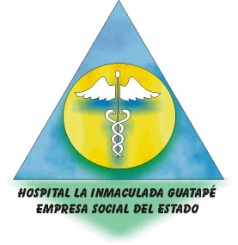 HOSPITAL LA INMACULADA GUATAPÉ
EMPRESA SOCIAL DEL ESTADO